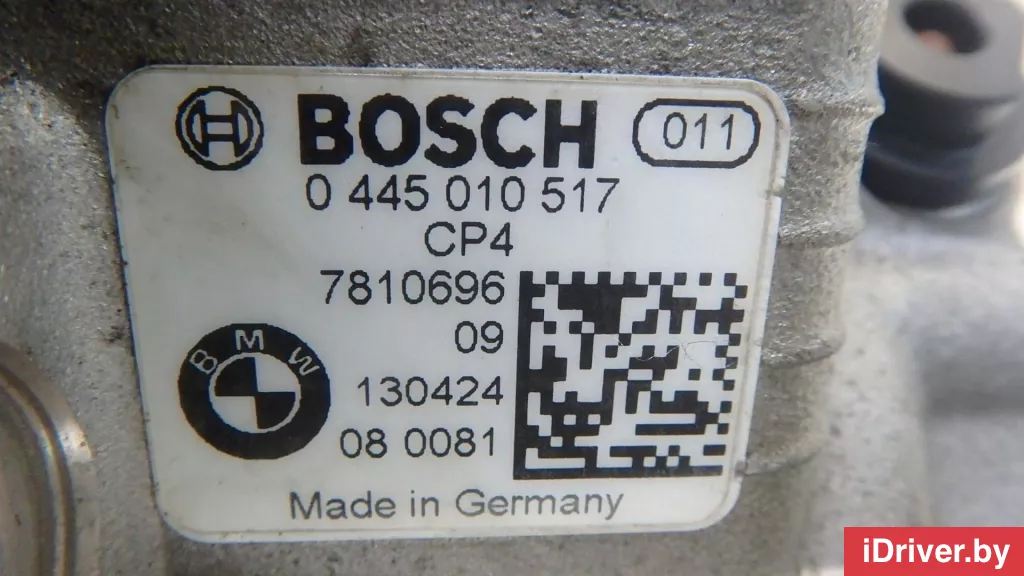 BOSCH 011
0 445 010 517
CP4
7810696
09
BMW
130424
08 0081
Made in Germany
iDriver.by